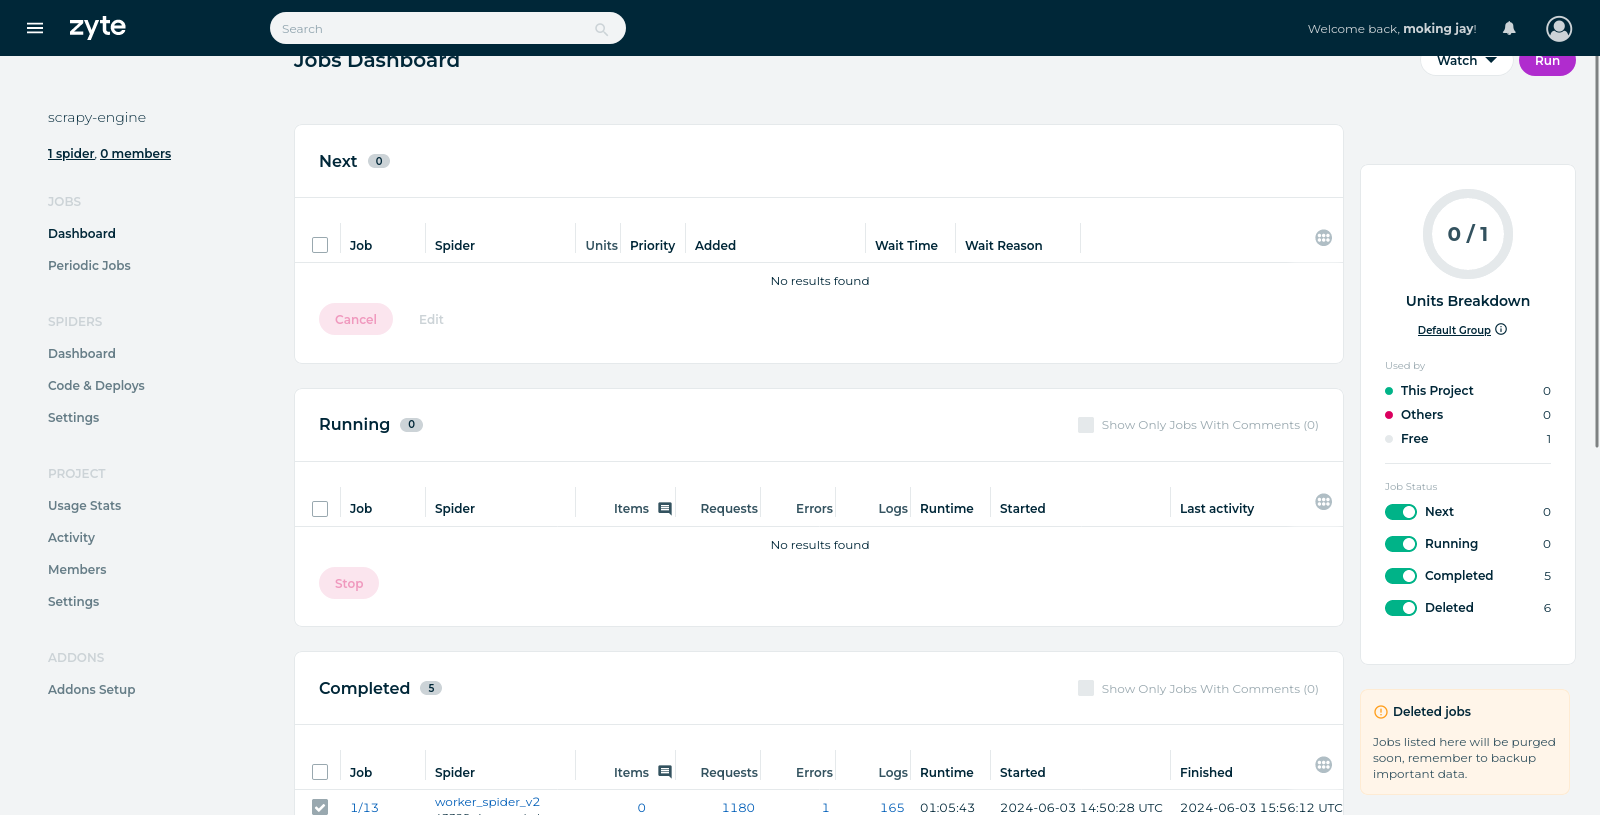 zyte
Search
Welcome back, moking jay!
Jobs Dashboard
Watch
Run
scrapy-engine
1 spider, 0 members
JOBS
Dashboard
Periodic Jobs
SPIDERS
Dashboard
Code & Deploys
Settings
PROJECT
Usage Stats
Activity
Members
Settings
ADDONS
Addons Setup
Next 0
Job Spider Units Priority Added Wait Time Wait Reason
No results found
Cancel Edit
Running 0
Show Only Jobs With Comments (0)
Job Spider Items Requests Errors Logs Runtime Started Last activity
No results found
Stop
Completed 5
Show Only Jobs With Comments (0)
Job Spider Items Requests Errors Logs Runtime Started Finished
1/13 worker_spider_v2 0 1180 1 165 01:05:43 2024-06-03 14:50:28 UTC 2024-06-03 15:56:12 UTC
0 / 1
Units Breakdown
Default Group
Used by
This Project 0
Others 0
Free 1
Job Status
Next 0
Running 0
Completed 5
Deleted 6
Deleted jobs
Jobs listed here will be purged
soon, remember to backup
important data.